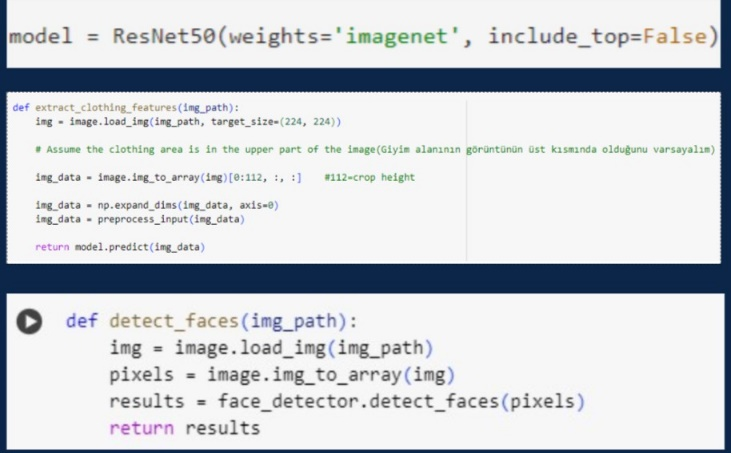 model = ResNet50(weights='imagenet', include_top=False)
def extract_clothing_features(img_path):
img = image.load_img(img_path, target_size=(224, 224))
# Assume the clothing area is in the upper part of the image(Giyim alanının görüntünün üst kısmında olduğunu varsayalım)
img_data = image.img_to_array(img)[0:112, :, :] #112=crop height
img_data = np.expand_dims(img_data, axis=0)
img_data = preprocess_input(img_data)
return model.predict(img_data)
def detect_faces(img_path):
img = image.load_img(img_path)
pixels = image.img_to_array(img)
results = face_detector.detect_faces(pixels)
return results